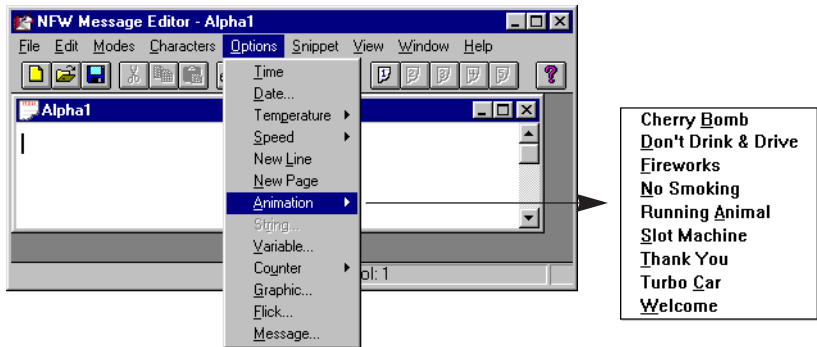 NFW Message Editor - Alpha1
File Edit Modes Characters Options Snippet View Window Help
Alpha1
Time
Date...
Temperature
Speed
New Line
New Page
Animation
String...
Variable...
Counter
Graphic...
Flick...
Message...
ol: 1
Cherry Bomb
Don't Drink & Drive
Fireworks
No Smoking
Running Animal
Slot Machine
Thank You
Turbo Car
Welcome